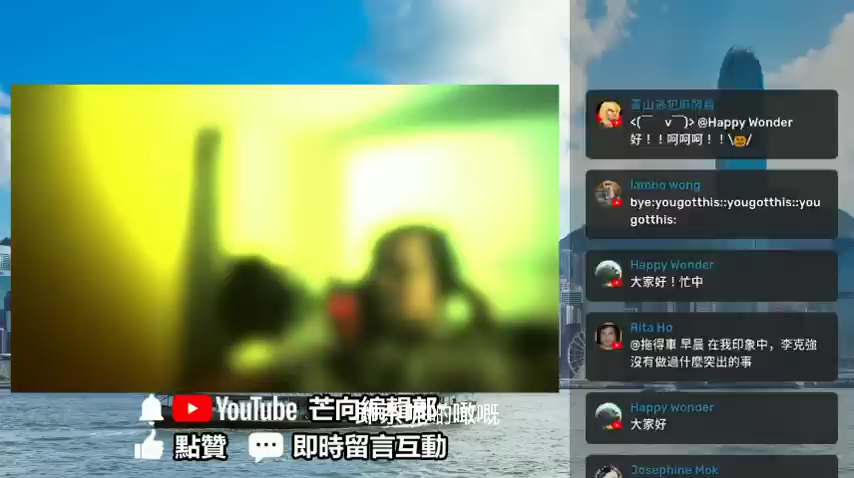 <(￣ v￣)> @Happy Wonder
好！！呵呵呵！！\🎃/
lambo wong
bye:yougotthis::yougotthis::you
gotthis:
Happy Wonder
大家好！忙中
Rita Ho
@拖得車 早晨 在我印象中，李克強
沒有做過什麼突出的事
Happy Wonder
大家好
Josephine Mok
YouTube 芒向編輯部
點贊 即時留言互動